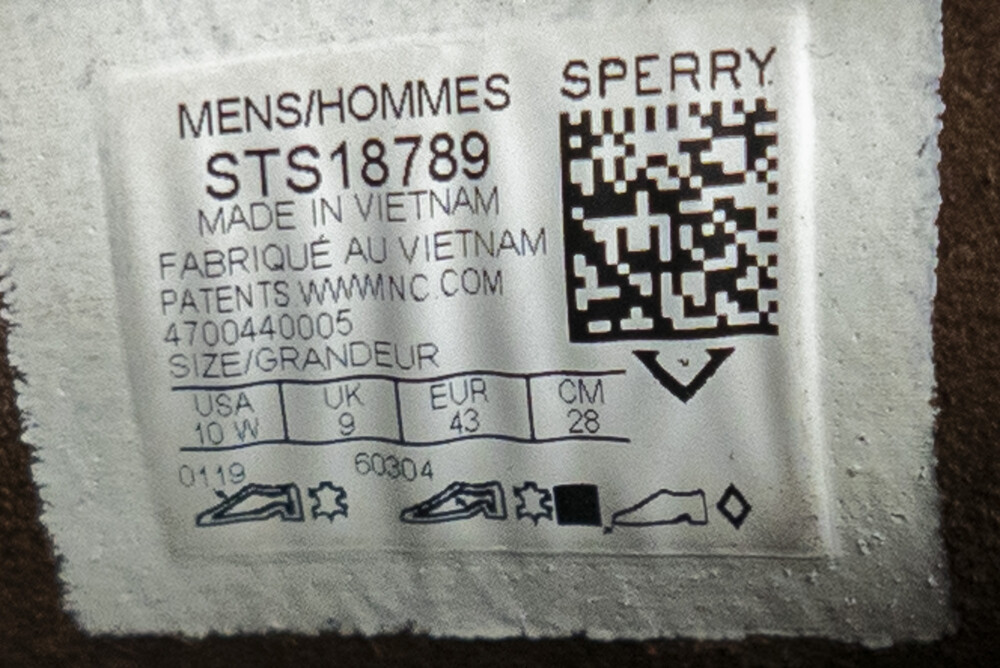 SPERRY
MENS/HOMMES
STS18789
MADE IN VIETNAM
FABRIQUÉ AU VIETNAM
PATENTS WWWNC.COM
4700440005
SIZE/GRANDEUR
USA UK EUR CM
10 W 9 43 28
0119 60304